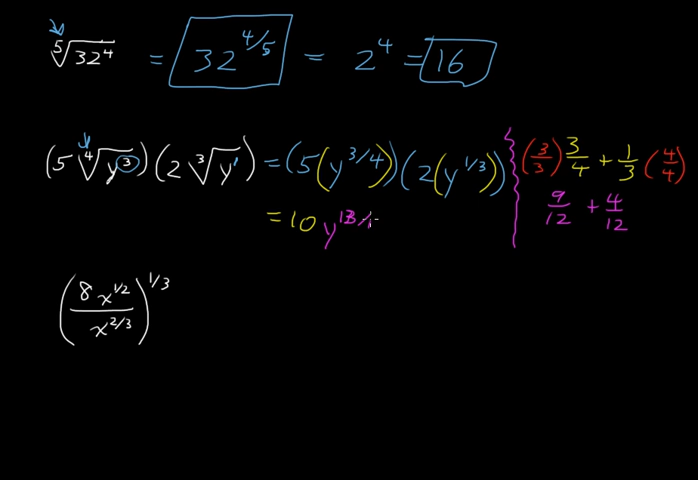 ⁵√32⁴ = 32^(4/5) = 2⁴ = 16
(5 ⁴√y³)(2 ³√y¹) = (5(y^(3/4)))(2(y^(1/3))) (3/3) 3/4 + 1/3 (4/4)
= 10 y^(13/1 9/12 + 4/12
(8x^(1/2) / x^(2/3))^(1/3)